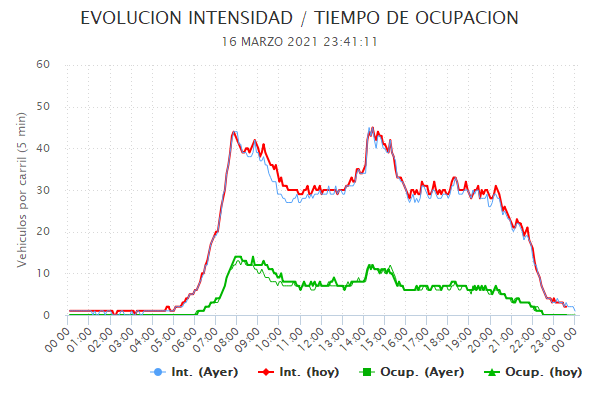 EVOLUCION INTENSIDAD / TIEMPO DE OCUPACION
16 MARZO 2021 23:41:11
Vehiculos por carril (5 min)
60
50
40
30
20
10
0
00:00 01:00 02:00 03:00 04:00 05:00 06:00 07:00 08:00 09:00 10:00 11:00 12:00 13:00 14:00 15:00 16:00 17:00 18:00 19:00 20:00 21:00 22:00 23:00 00:00
Int. (Ayer) Int. (hoy) Ocup. (Ayer) Ocup. (hoy)